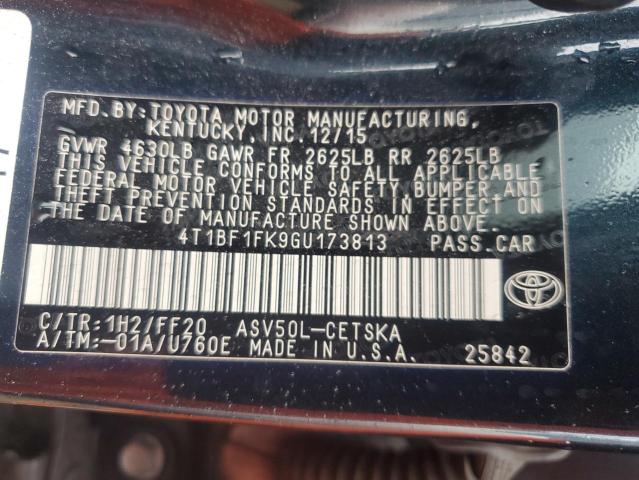 MFD.BY:TOYOTA MOTOR MANUFACTURING,
KENTUCKY,INC.12/15
GVWR 4630LB GAWR FR 2625LB RR 2625LB
THIS VEHICLE CONFORMS TO ALL APPLICABLE
FEDERAL MOTOR VEHICLE SAFETY,BUMPER AND
THEFT PREVENTION STANDARDS IN EFFECT ON
THE DATE OF MANUFACTURE SHOWN ABOVE.
4T1BF1FK9GU173813 PASS.CAR
C/TR:1H2/FF20 ASV50L-CETSKA
A/TM:-01A/U760E MADE IN U.S.A. 25842